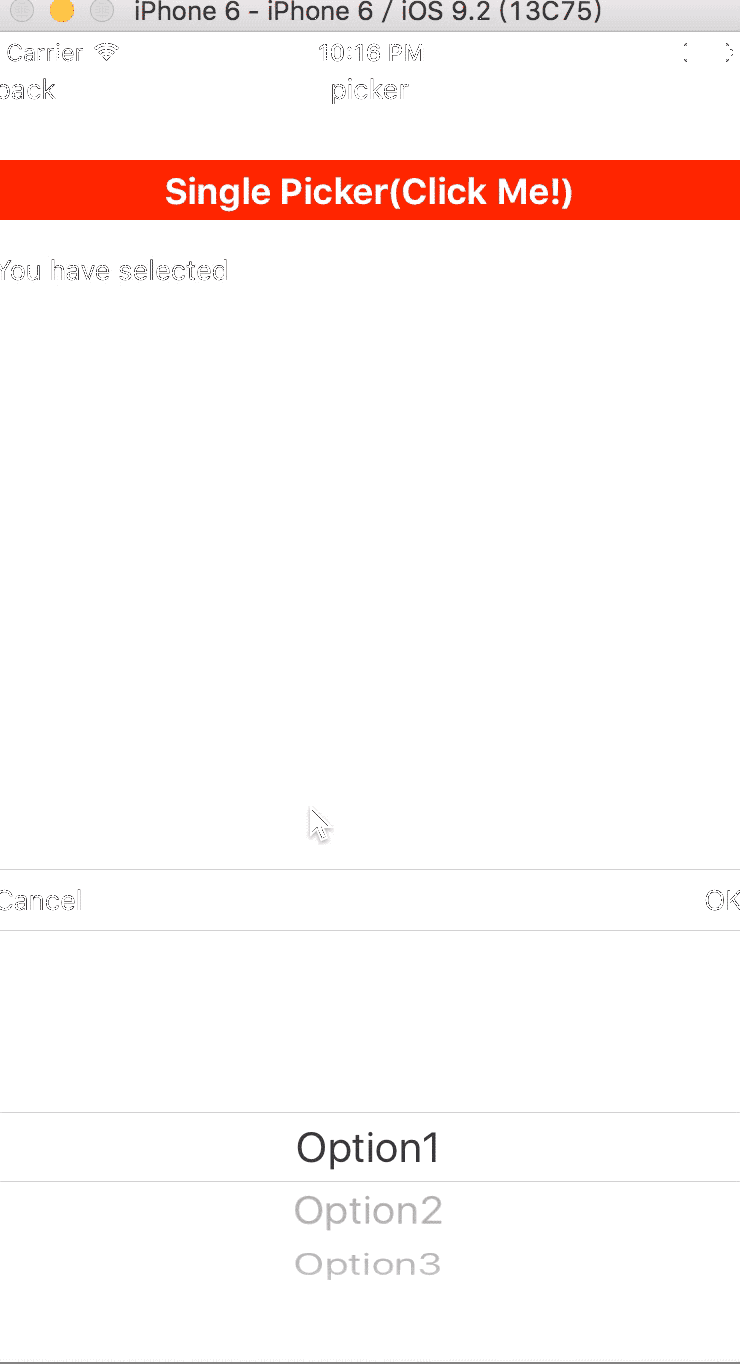 iPhone 6 - iPhone 6 / iOS 9.2 (13C75)
Carrier 10:16 PM
back picker
Single Picker(Click Me!)
You have selected
Cancel OK
Option1
Option2
Option3